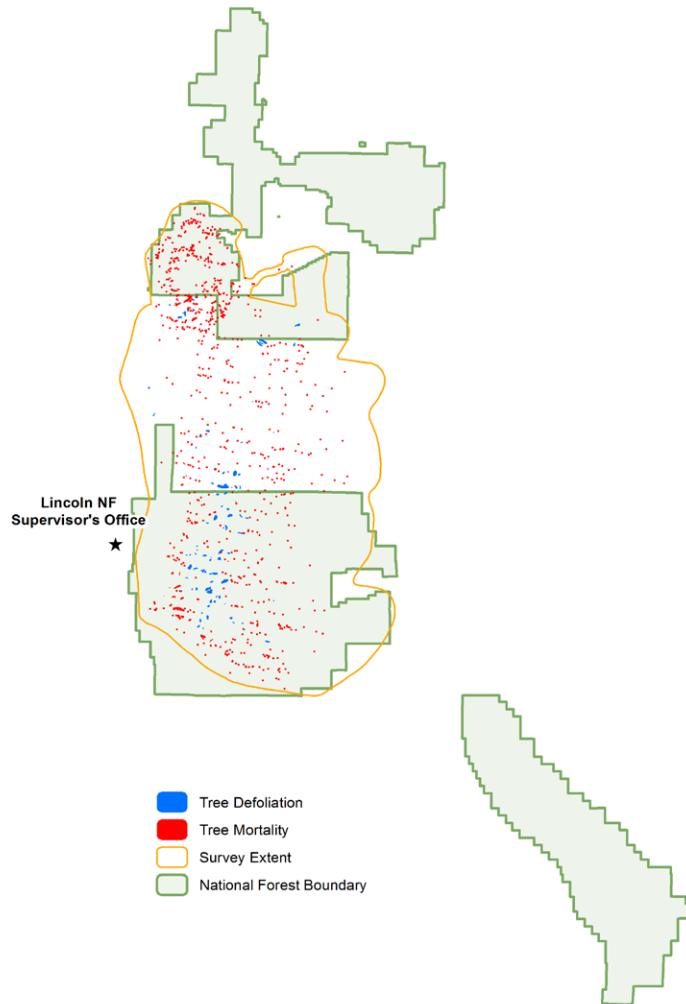 Lincoln NF
Supervisor's Office
Tree Defoliation
Tree Mortality
Survey Extent
National Forest Boundary